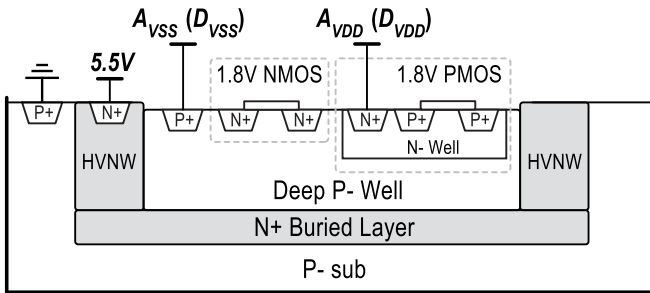 A_VSS (D_VSS) A_VDD (D_VDD)
5.5V 1.8V NMOS 1.8V PMOS
P+ N+ P+ N+ N+ N+ P+ P+
N- Well
HVNW HVNW
Deep P- Well
N+ Buried Layer
P- sub